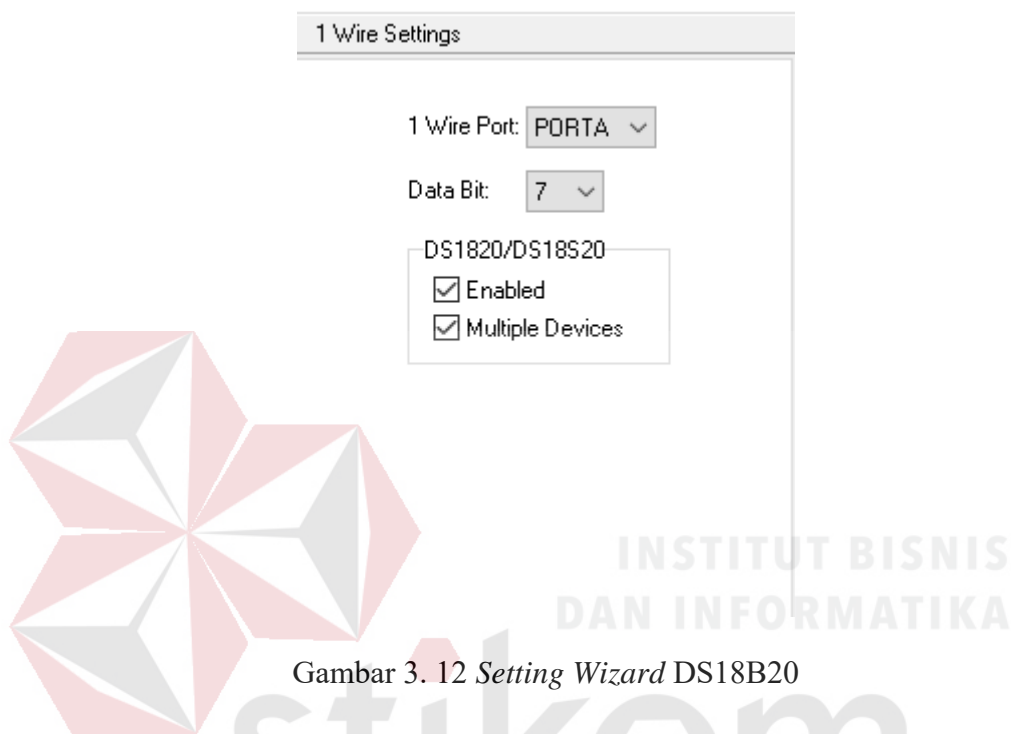 1 Wire Settings
1 Wire Port: PORTA
Data Bit: 7
DS1820/DS18S20
Enabled
Multiple Devices
INSTITUT BISNIS
DAN INFORMATIKA
Gambar 3. 12 Setting Wizard DS18B20
stikom